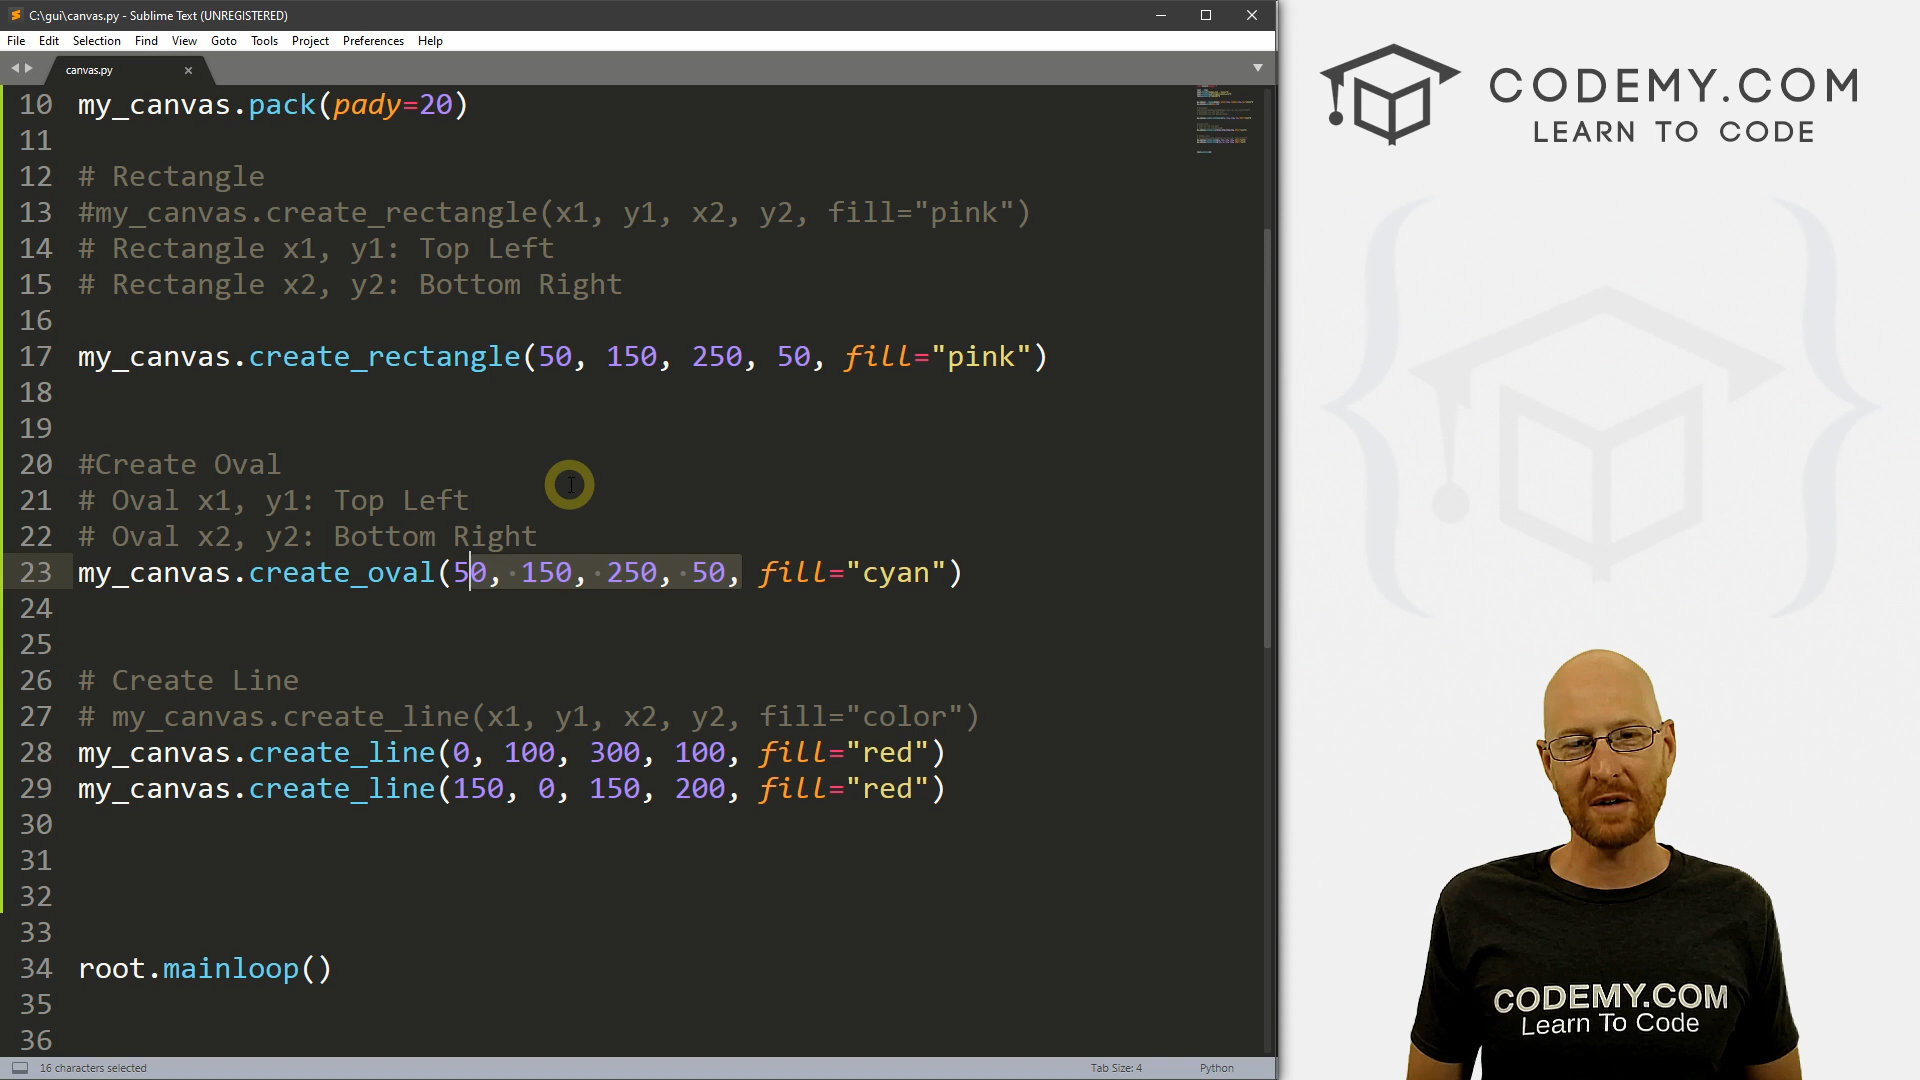 C:\gui\canvas.py - Sublime Text (UNREGISTERED)
File Edit Selection Find View Goto Tools Project Preferences Help
canvas.py
10 my_canvas.pack(pady=20)
11
12 # Rectangle
13 #my_canvas.create_rectangle(x1, y1, x2, y2, fill="pink")
14 # Rectangle x1, y1: Top Left
15 # Rectangle x2, y2: Bottom Right
16
17 my_canvas.create_rectangle(50, 150, 250, 50, fill="pink")
18
19
20 #Create Oval
21 # Oval x1, y1: Top Left
22 # Oval x2, y2: Bottom Right
23 my_canvas.create_oval(50, 150, 250, 50, fill="cyan")
24
25
26 # Create Line
27 # my_canvas.create_line(x1, y1, x2, y2, fill="color")
28 my_canvas.create_line(0, 100, 300, 100, fill="red")
29 my_canvas.create_line(150, 0, 150, 200, fill="red")
30
31
32
33
34 root.mainloop()
35
36
16 characters selected
Tab Size: 4
Python
CODEMY.COM
LEARN TO CODE
CODEMY.COM
Learn To Code